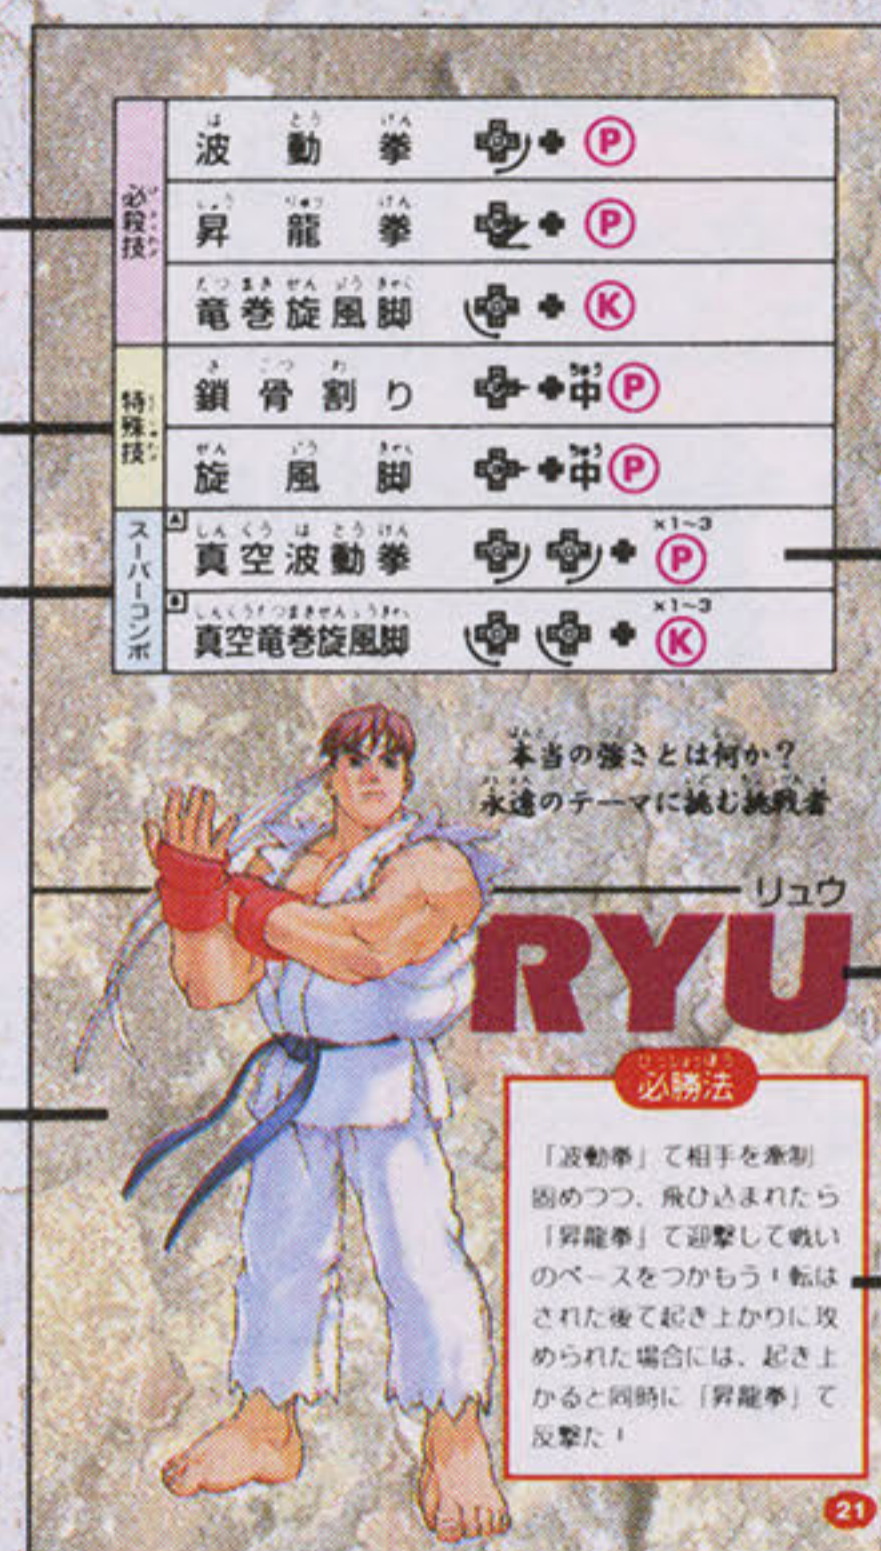 必殺技
波動拳 + P
昇龍拳 + P
竜巻旋風脚 + K
特殊技
鎖骨割り + 中 P
旋風脚 + 中 P
スーパーコンボ
A 真空波動拳 + ×1~3 P
B 真空竜巻旋風脚 + ×1~3 K
本当の強さとは何か?
永遠のテーマに挑む挑戦者
リュウ
RYU
必勝法
「波動拳」で相手を牽制
固めつつ、飛び込まれたら
「昇龍拳」で迎撃して戦い
のペースをつかもう!転ば
された後で起き上がりに攻
められた場合には、起き上
がると同時に「昇龍拳」で
反撃だ!
21